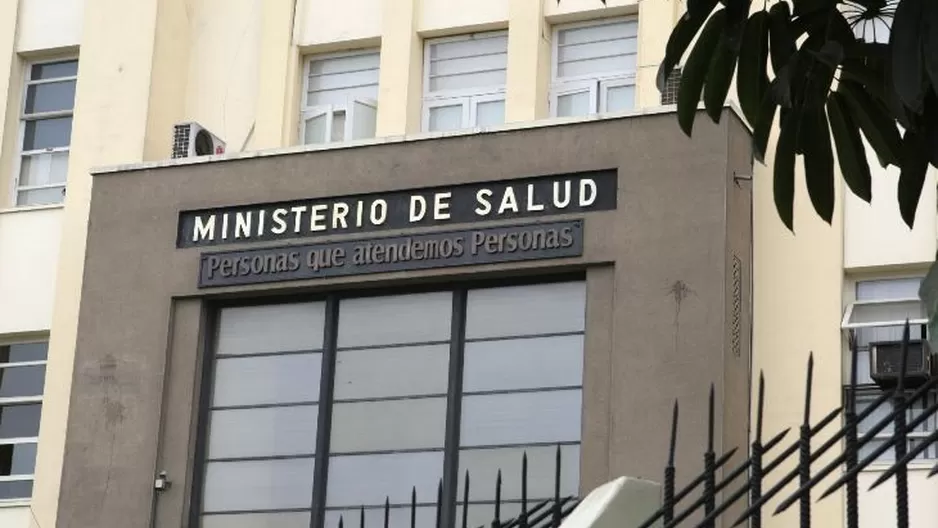 MINISTERIO DE SALUD
Personas que atendemos Personas